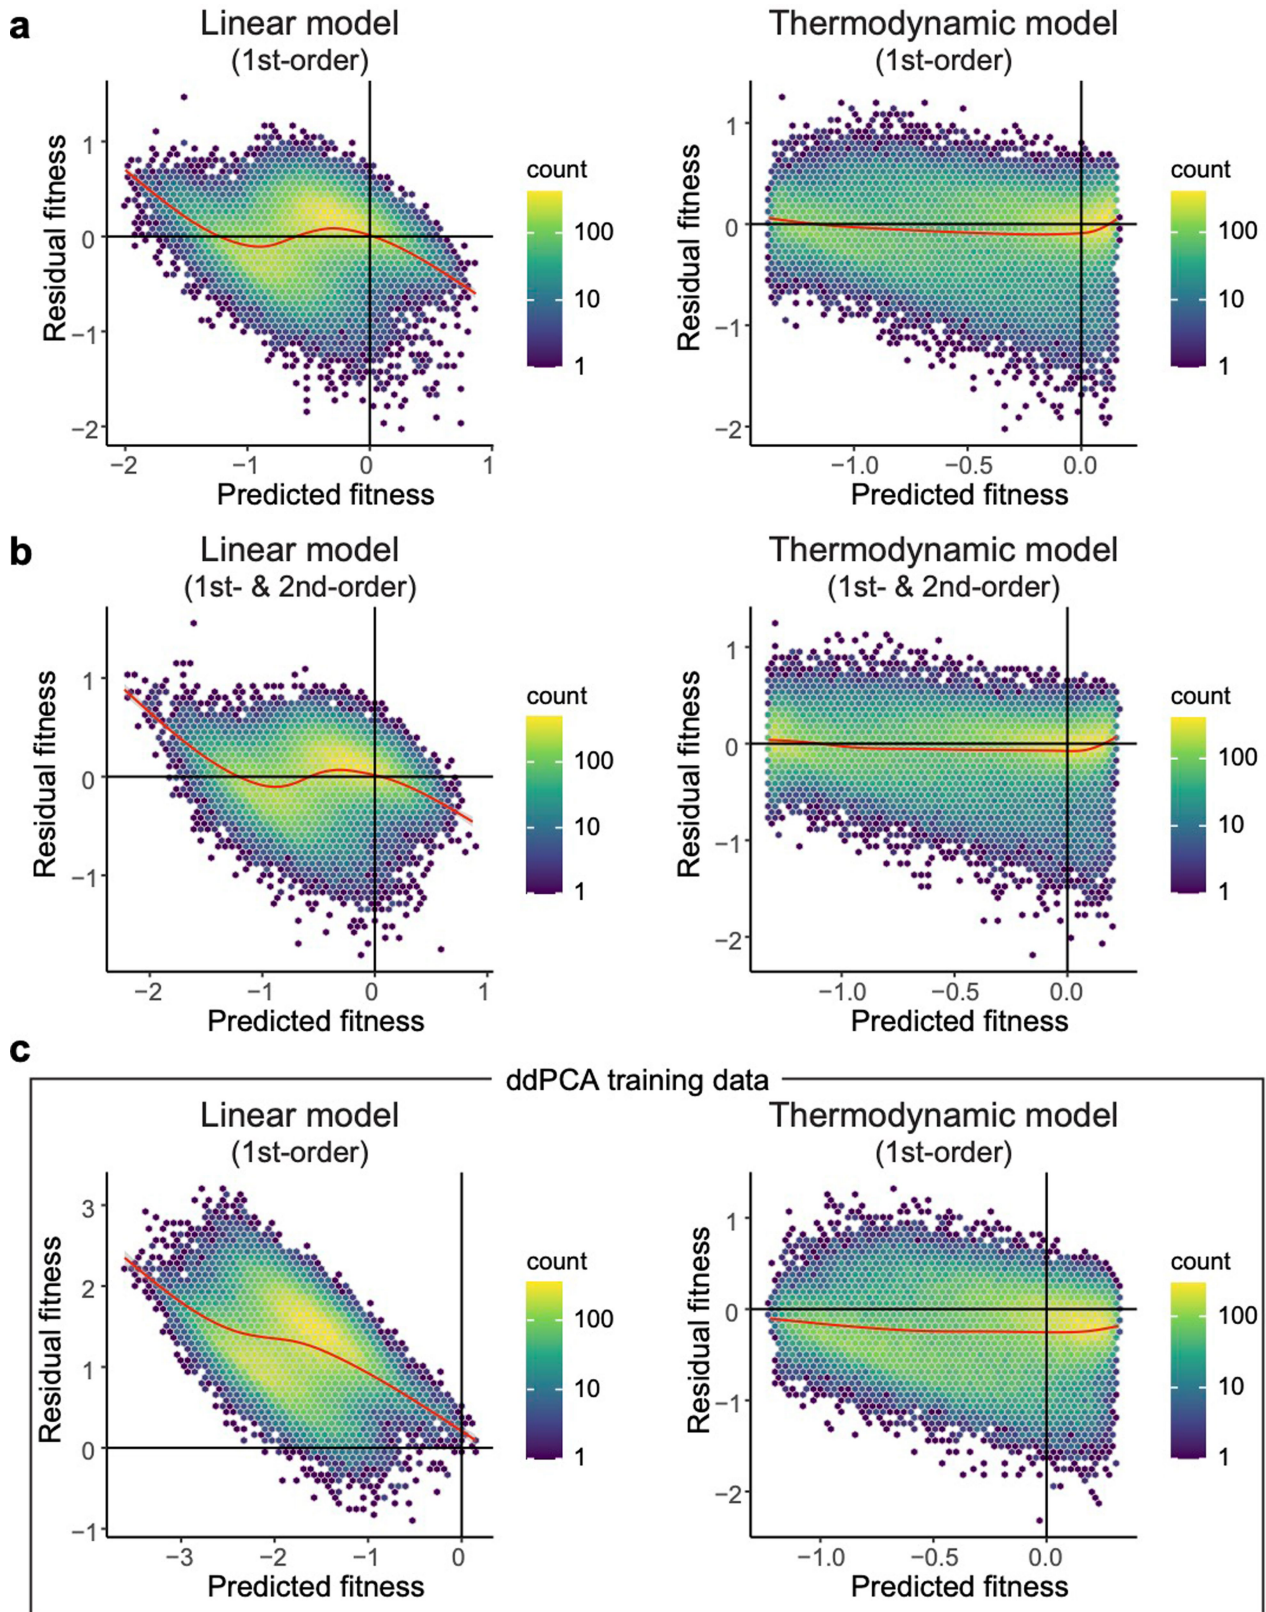 a
Linear model
(1st-order)
Residual fitness
1
0
−1
−2
−2
−1
0
1
Predicted fitness
count
100
10
1
Thermodynamic model
(1st-order)
Residual fitness
1
0
−1
−2
−1.0
−0.5
0.0
Predicted fitness
count
100
10
1
b
Linear model
(1st- & 2nd-order)
Residual fitness
1
0
−1
−2
−1
0
1
Predicted fitness
count
100
10
1
Thermodynamic model
(1st- & 2nd-order)
Residual fitness
1
0
−1
−2
−1.0
−0.5
0.0
Predicted fitness
count
100
10
1
c
ddPCA training data
Linear model
(1st-order)
Residual fitness
3
2
1
0
−1
−3
−2
−1
0
Predicted fitness
count
100
10
1
Thermodynamic model
(1st-order)
Residual fitness
1
0
−1
−2
−1.0
−0.5
0.0
Predicted fitness
count
100
10
1